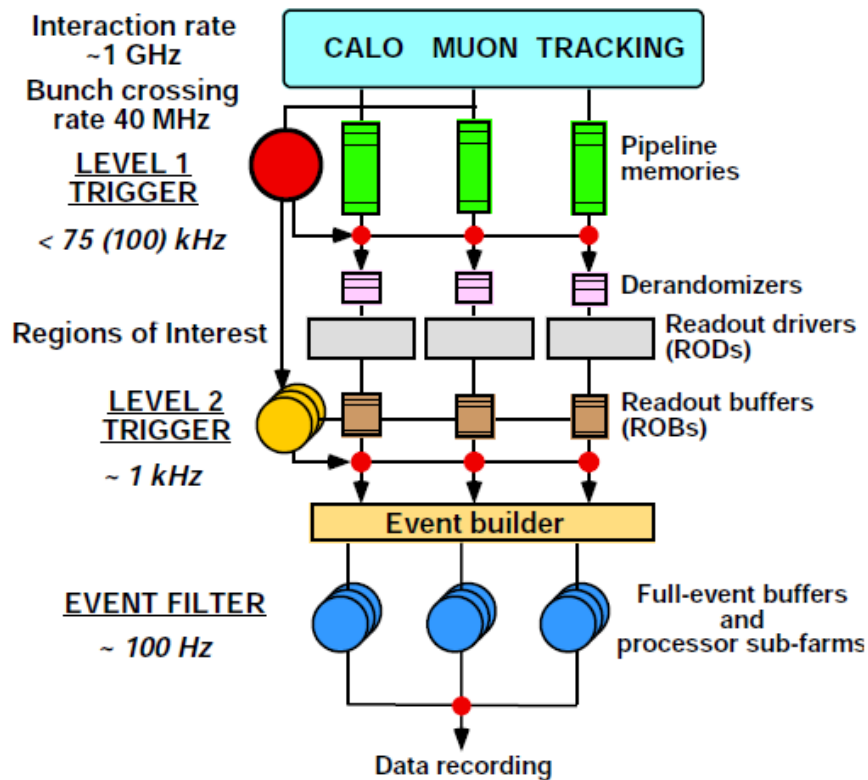 Interaction rate
~1 GHz
CALO MUON TRACKING
Bunch crossing
rate 40 MHz
LEVEL 1
TRIGGER
Pipeline
memories
< 75 (100) kHz
Derandomizers
Regions of Interest
Readout drivers
(RODs)
LEVEL 2
TRIGGER
Readout buffers
(ROBs)
~ 1 kHz
Event builder
EVENT FILTER
~ 100 Hz
Full-event buffers
and
processor sub-farms
Data recording